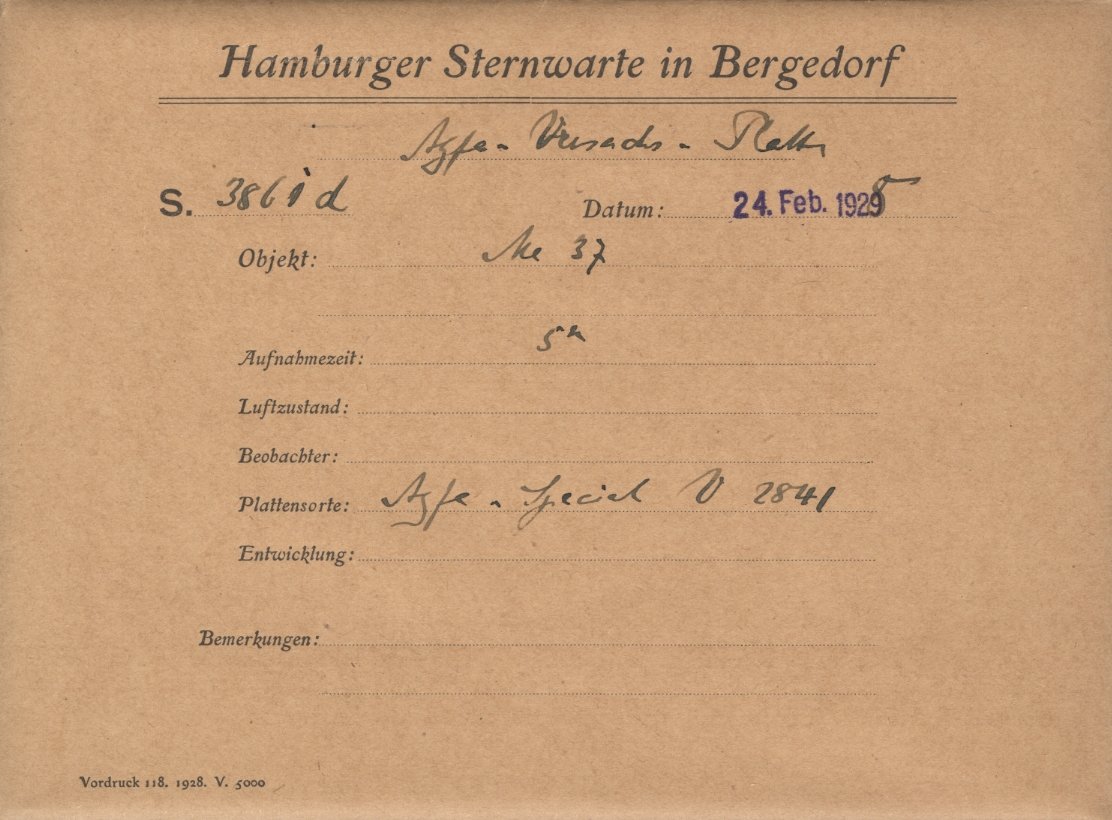 Hamburger Sternwarte in Bergedorf
Agfa - Versuchs - Platte
S. 3861 d Datum: 24. Feb. 1929
Objekt: Me 37
Aufnahmezeit: 5m
Luftzustand:
Beobachter:
Plattensorte: Agfa - Special V 2841
Entwicklung:
Bemerkungen:
Vordruck 118. 1928. V. 5000